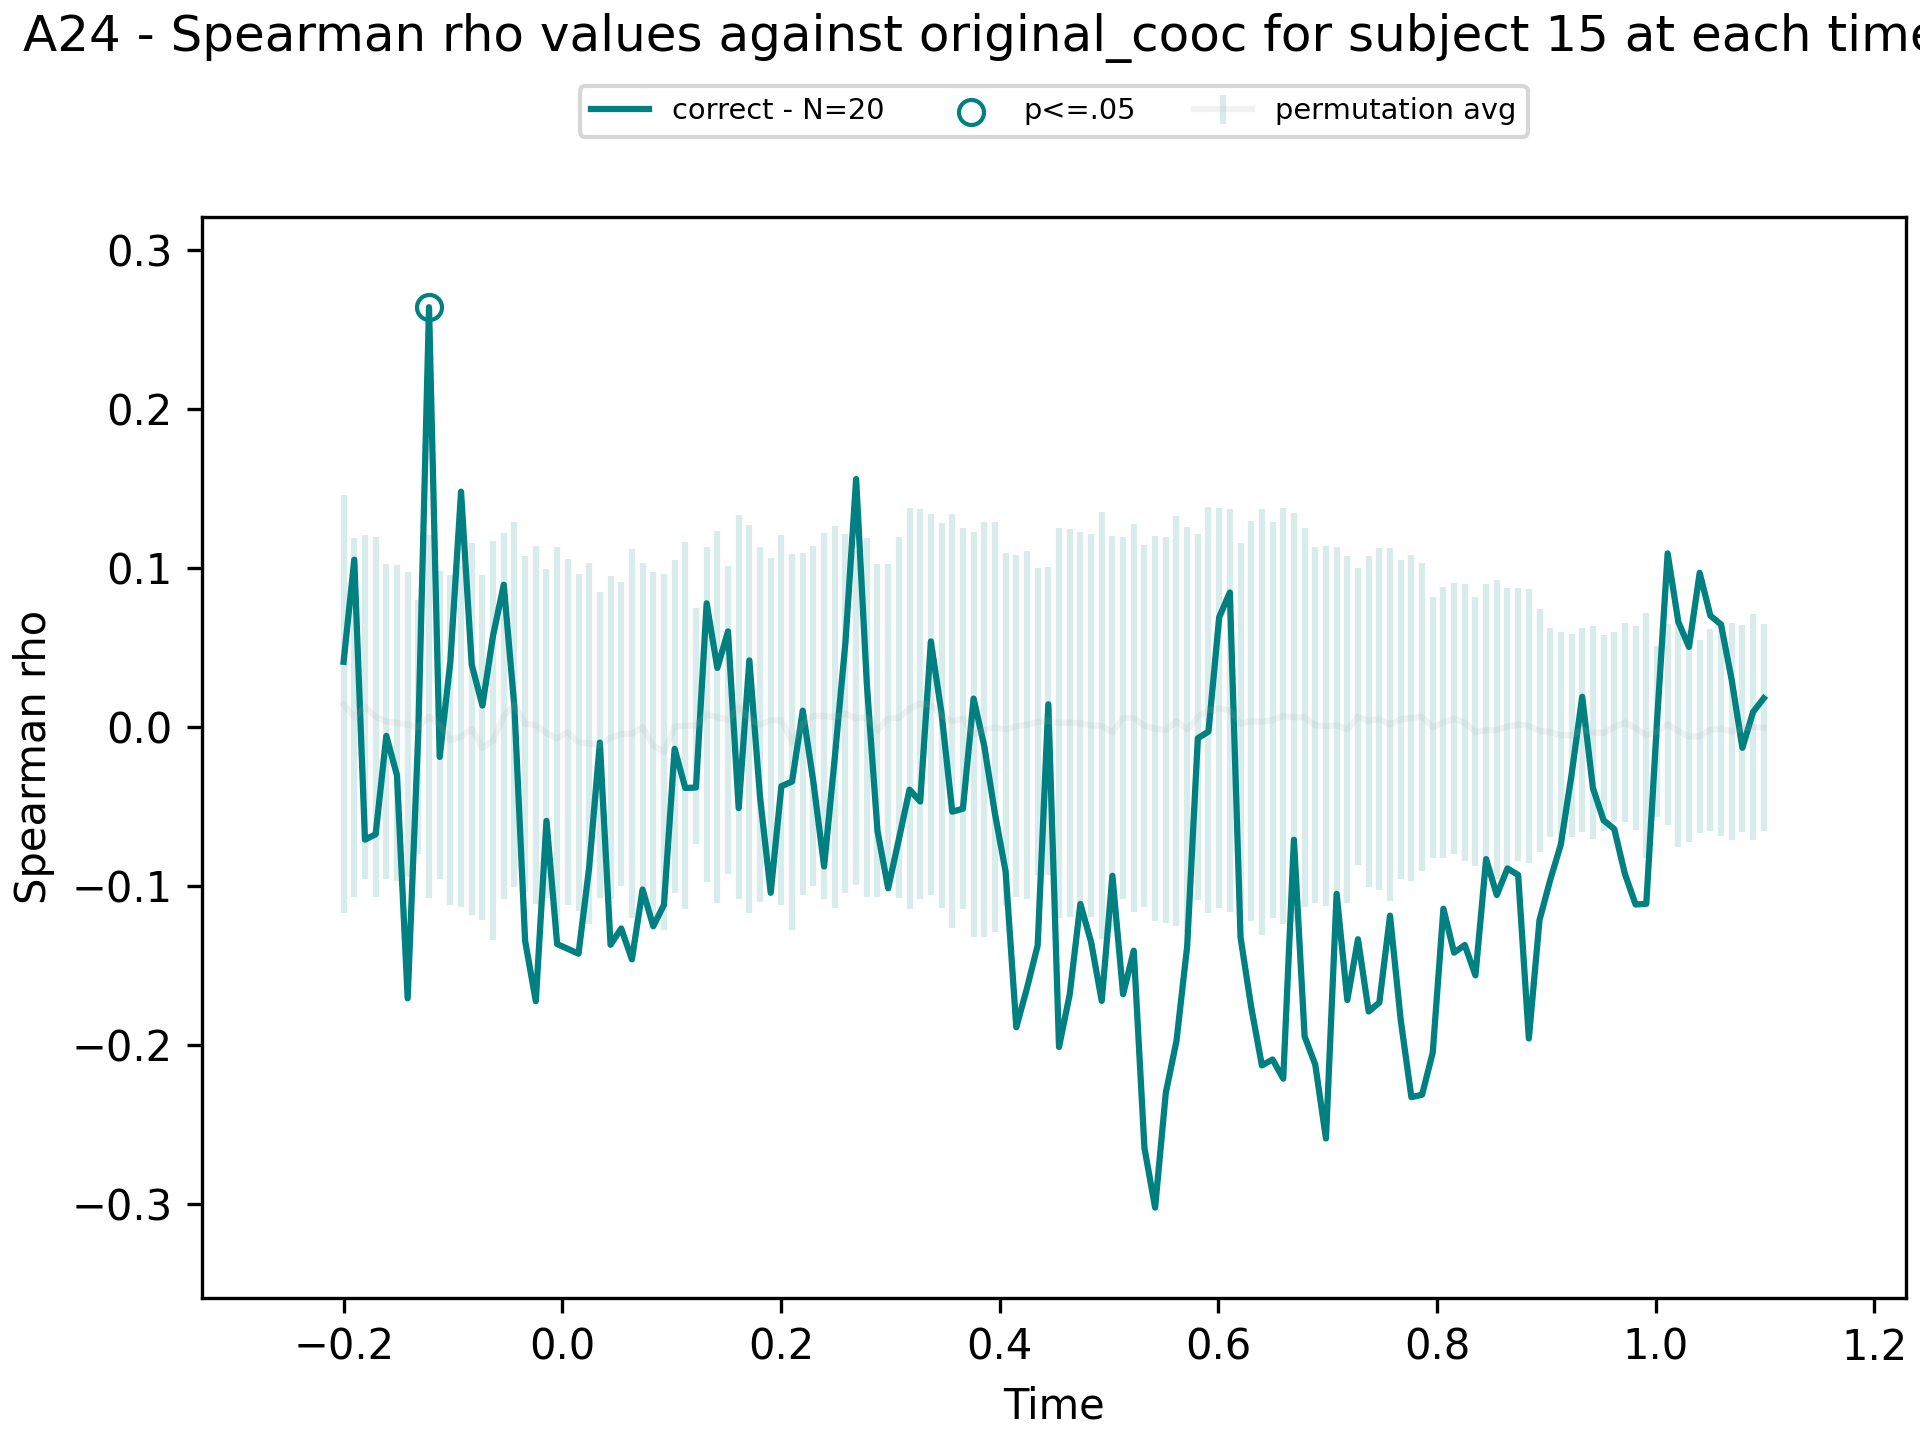 A24 - Spearman rho values against original_cooc for subject 15 at each time
correct - N=20 p<=.05 permutation avg
0.3
0.2
0.1
0.0
−0.1
−0.2
−0.3
Spearman rho
−0.2 0.0 0.2 0.4 0.6 0.8 1.0 1.2
Time